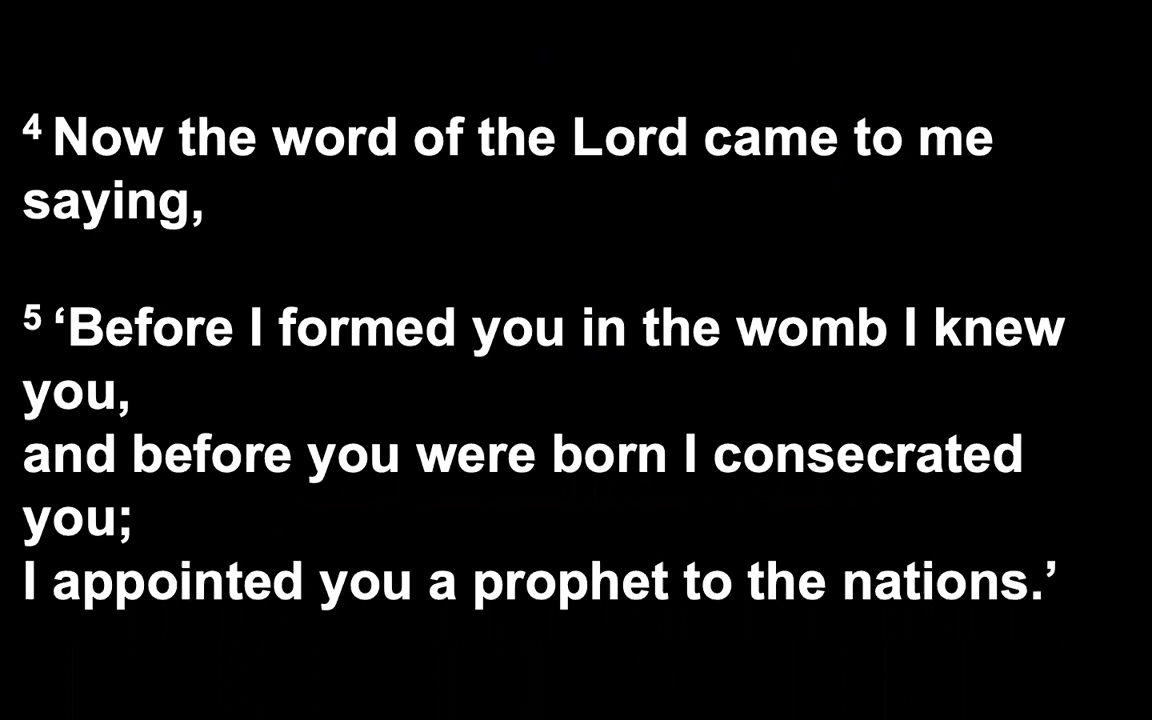 4 Now the word of the Lord came to me
saying,
5 ‘Before I formed you in the womb I knew
you,
and before you were born I consecrated
you;
I appointed you a prophet to the nations.’